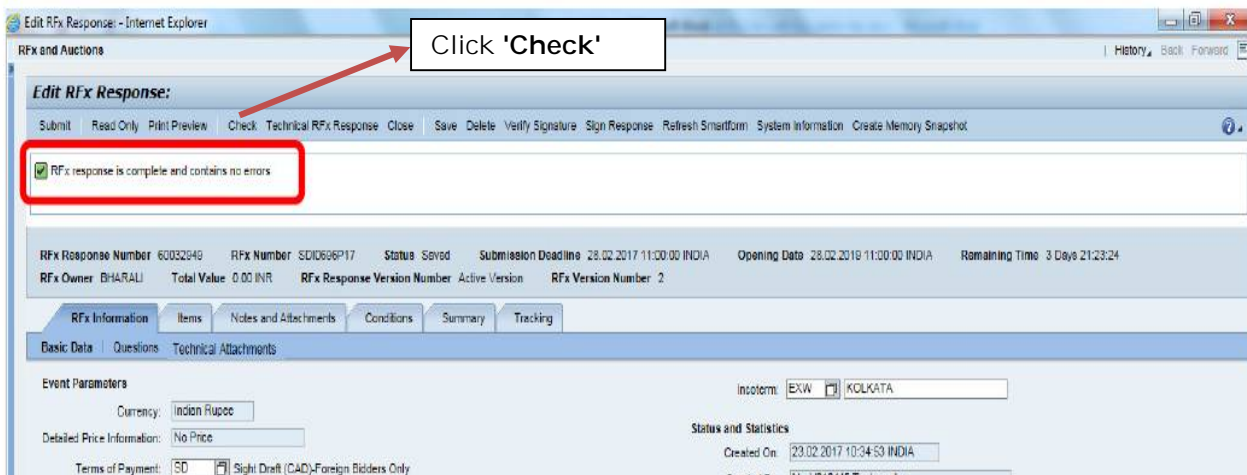 Edit RFx Response: - Internet Explorer
RFx and Auctions
Click 'Check'
History Back Forward
Edit RFx Response:
Submit Read Only Print Preview Check Technical RFx Response Close Save Delete Verify Signature Sign Response Refresh Smartform System Information Create Memory Snapshot
RFx response is complete and contains no errors
RFx Response Number 60032949 RFx Number SDI0696P17 Status Saved Submission Deadline 28.02.2017 11:00:00 INDIA Opening Date 28.02.2019 11:00:00 INDIA Remaining Time 3 Days 21:23:24
RFx Owner BHARALI Total Value 0.00 INR RFx Response Version Number Active Version RFx Version Number 2
RFx Information Items Notes and Attachments Conditions Summary Tracking
Basic Data Questions Technical Attachments
Event Parameters
Incoterm: EXW KOLKATA
Currency: Indian Rupee
Status and Statistics
Detailed Price Information: No Price
Created On: 23.02.2017 10:34:53 INDIA
Terms of Payment: SD Sight Draft (CAD)-Foreign Bidders Only